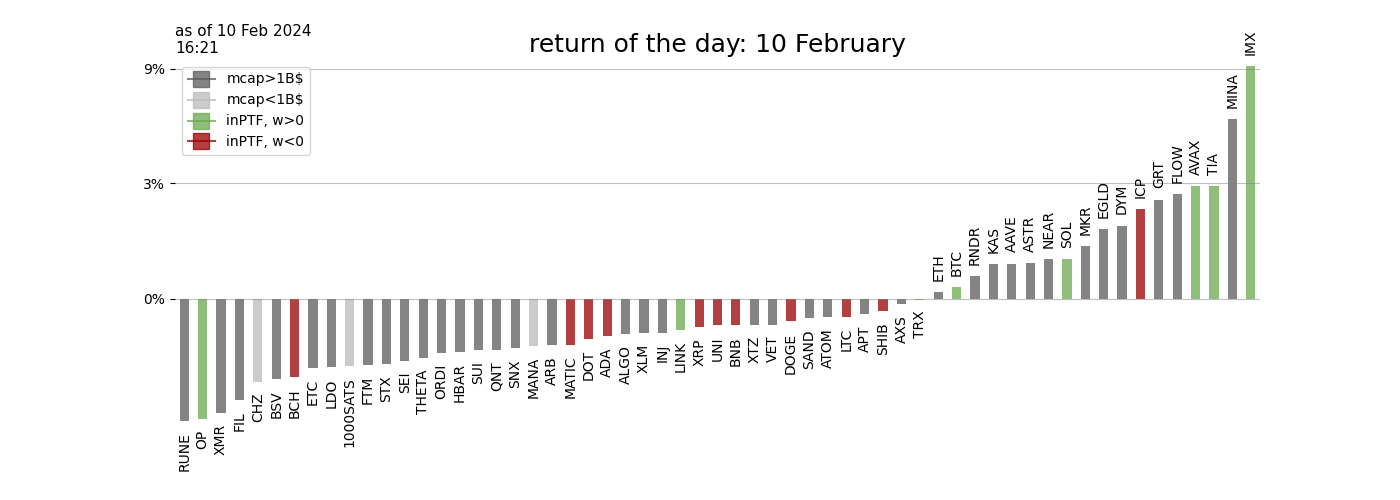 as of 10 Feb 2024
16:21
return of the day: 10 February
9%
3%
0%
mcap>1B$
mcap<1B$
inPTF, w>0
inPTF, w<0
RUNE
OP
XMR
FIL
CHZ
BSV
BCH
ETC
LDO
1000SATS
FTM
STX
SEI
THETA
ORDI
HBAR
SUI
QNT
SNX
MANA
ARB
MATIC
DOT
ADA
ALGO
XLM
INJ
LINK
XRP
UNI
BNB
XTZ
VET
DOGE
SAND
ATOM
LTC
APT
SHIB
AXS
TRX
ETH
BTC
RNDR
KAS
AAVE
ASTR
NEAR
SOL
MKR
EGLD
DYM
ICP
GRT
FLOW
AVAX
TIA
MINA
IMX